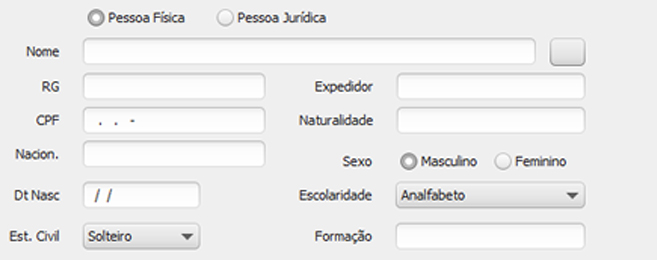 Pessoa Física Pessoa Jurídica
Nome
RG Expedidor
CPF . . - Naturalidade
Nacion.
Sexo Masculino Feminino
Dt Nasc / / Escolaridade Analfabeto
Est. Civil Solteiro Formação